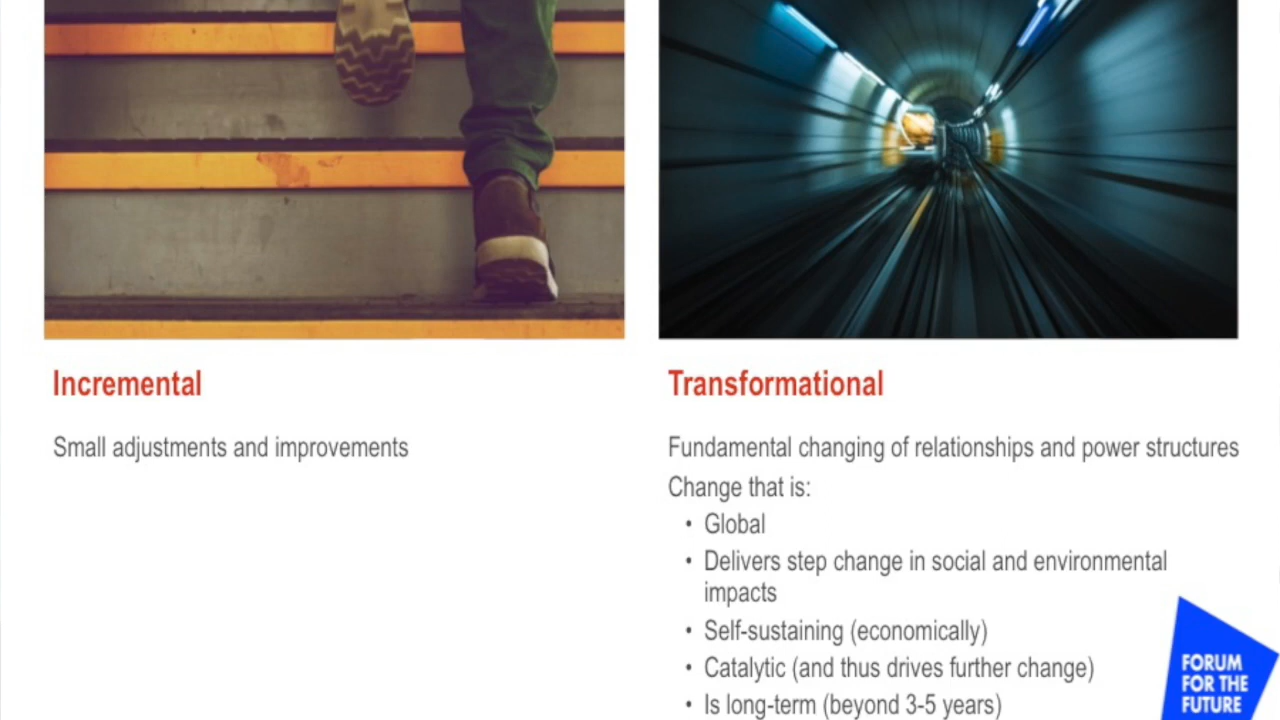 Incremental
Small adjustments and improvements
Transformational
Fundamental changing of relationships and power structures
Change that is:
• Global
• Delivers step change in social and environmental
impacts
• Self-sustaining (economically)
• Catalytic (and thus drives further change)
• Is long-term (beyond 3-5 years)
FORUM
FOR THE
FUTURE